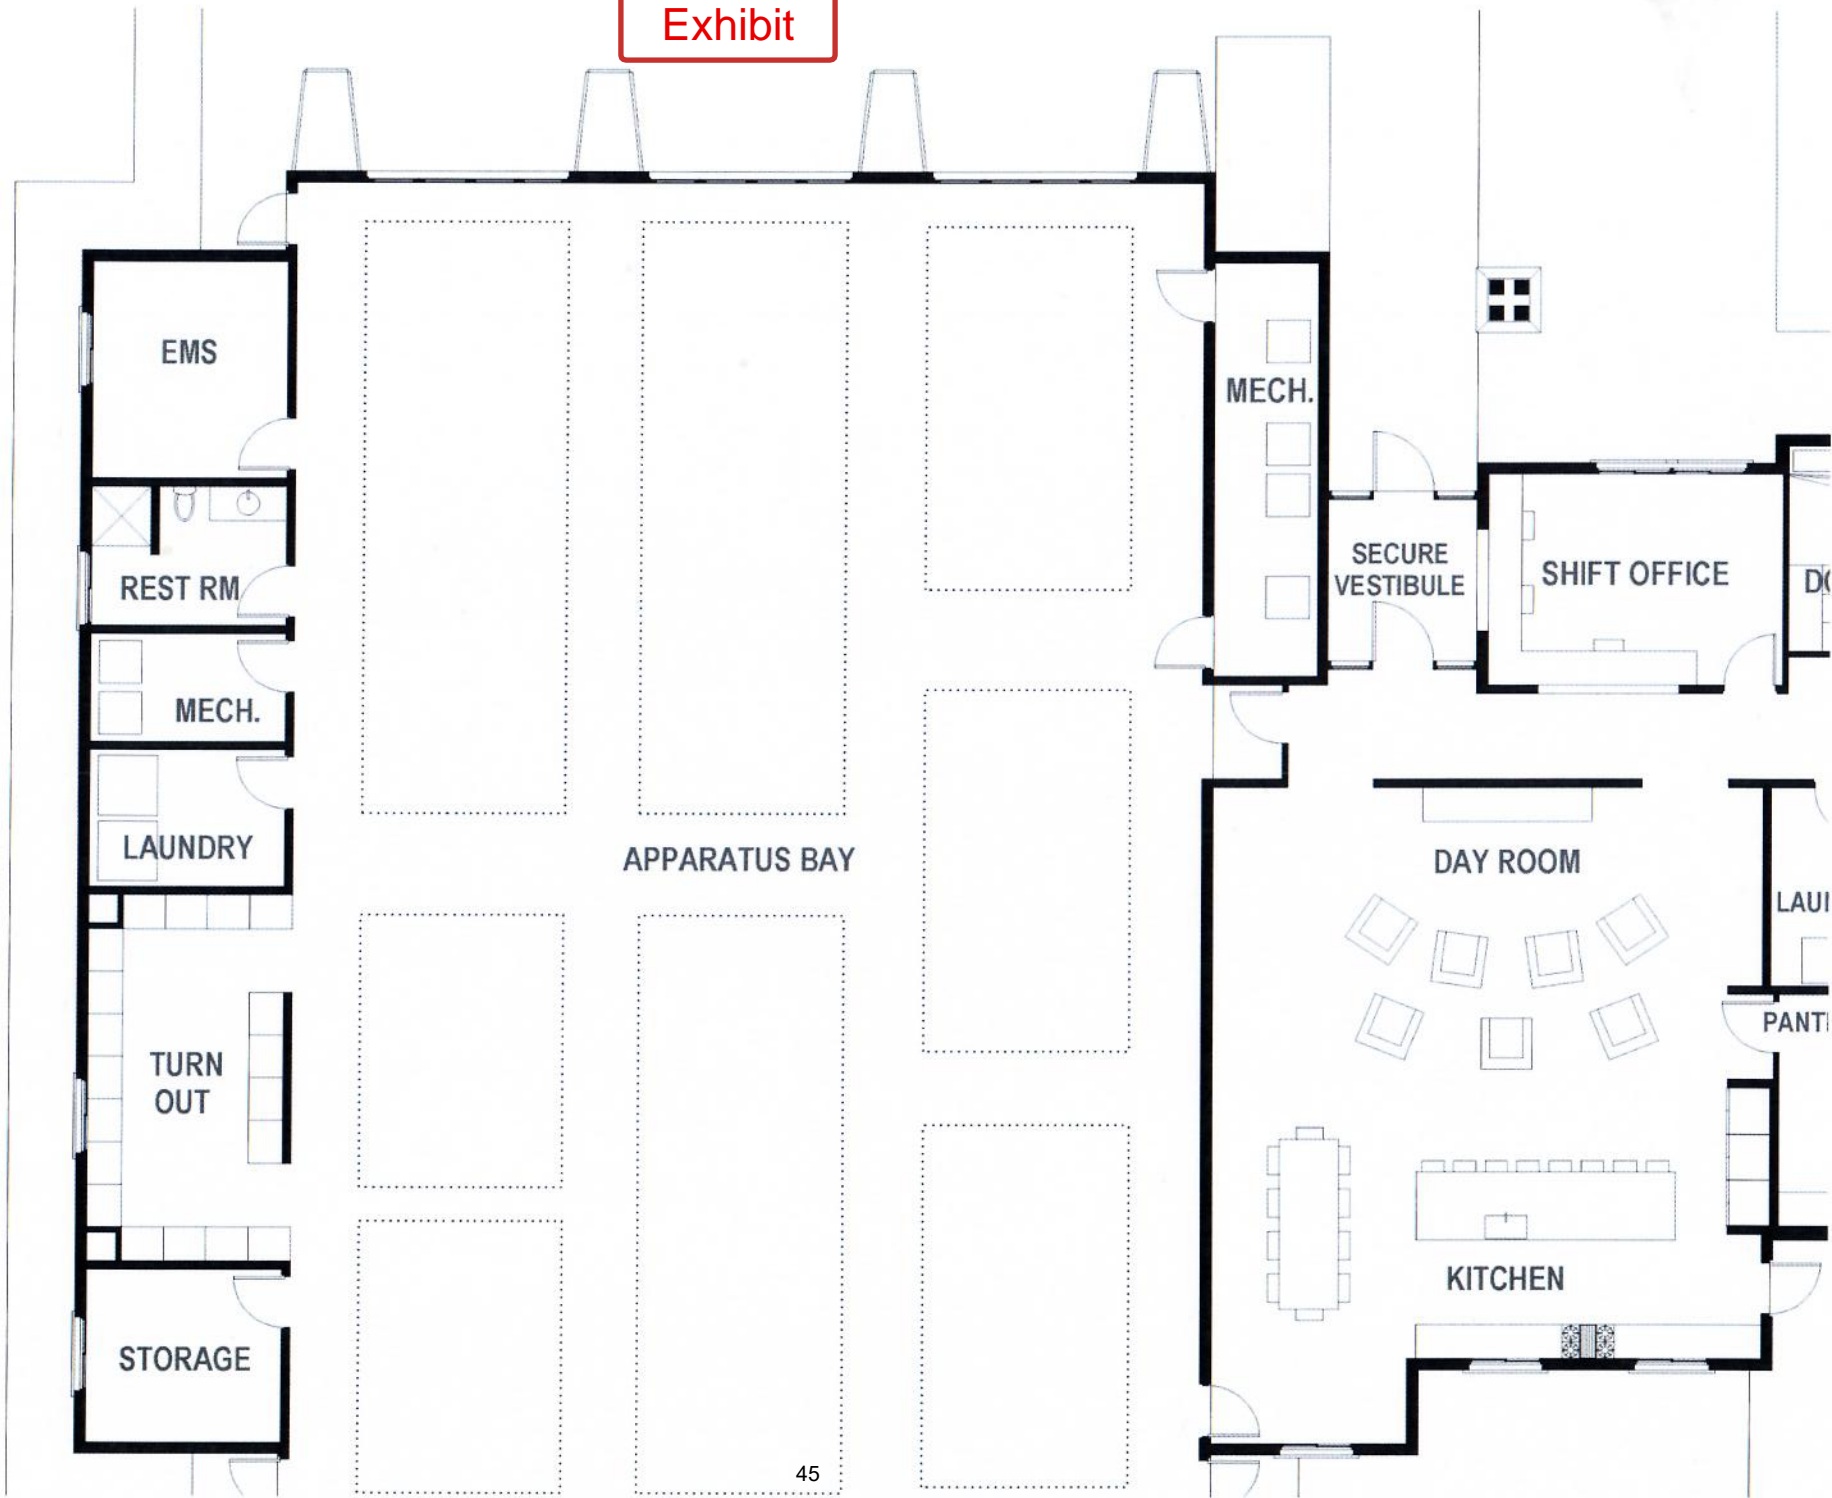 Exhibit
EMS
MECH.
SECURE
VESTIBULE
SHIFT OFFICE
REST RM
MECH.
LAUNDRY
APPARATUS BAY
DAY ROOM
TURN
OUT
KITCHEN
STORAGE
45